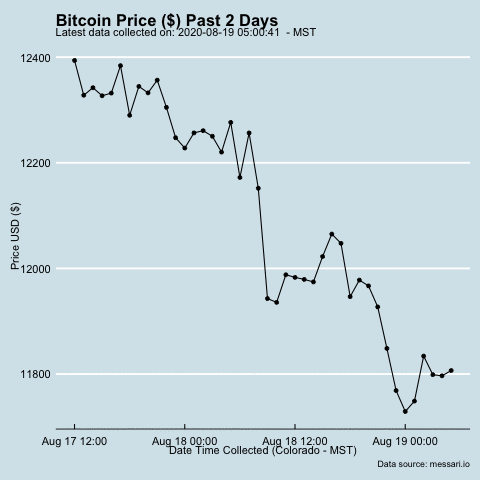 Bitcoin Price ($) Past 2 Days
Latest data collected on: 2020-08-19 05:00:41  - MST
12400
12200
12000
11800
Price USD ($)
Aug 17 12:00 Aug 18 00:00 Aug 18 12:00 Aug 19 00:00
Date Time Collected (Colorado - MST)
Data source: messari.io